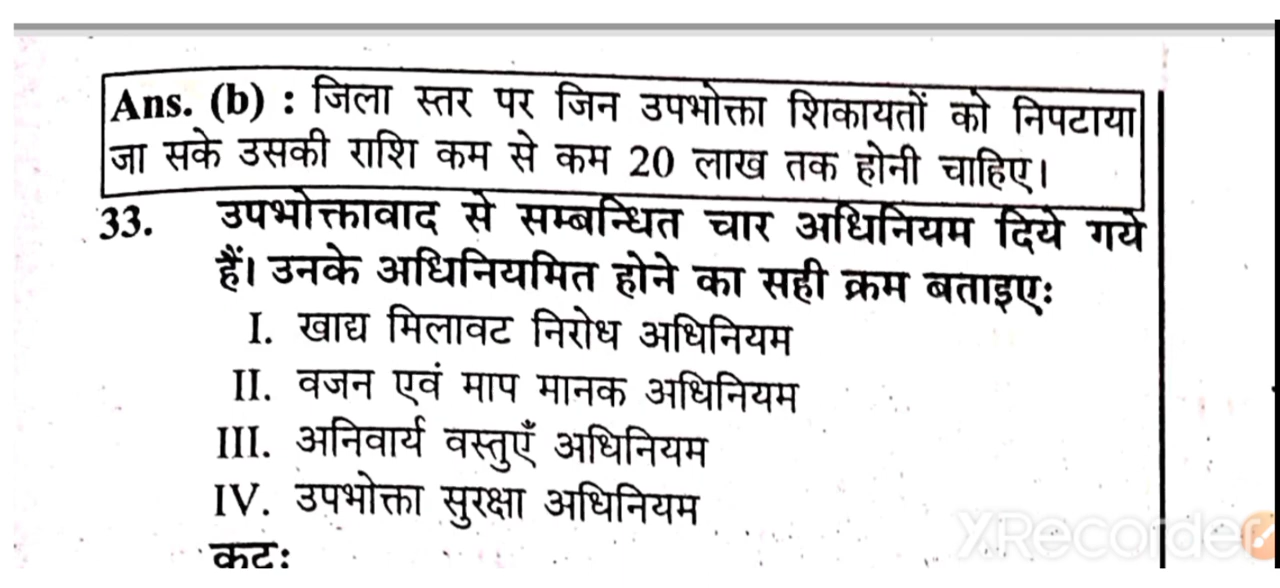 Ans. (b) : जिला स्तर पर जिन उपभोक्ता शिकायतों को निपटाया
जा सके उसकी राशि कम से कम 20 लाख तक होनी चाहिए।
33. उपभोक्तावाद से सम्बन्धित चार अधिनियम दिये गये
हैं। उनके अधिनियमित होने का सही क्रम बताइएः
I. खाद्य मिलावट निरोध अधिनियम
II. वजन एवं माप मानक अधिनियम
III. अनिवार्य वस्तुएँ अधिनियम
IV. उपभोक्ता सुरक्षा अधिनियम
कटः
XRecorder